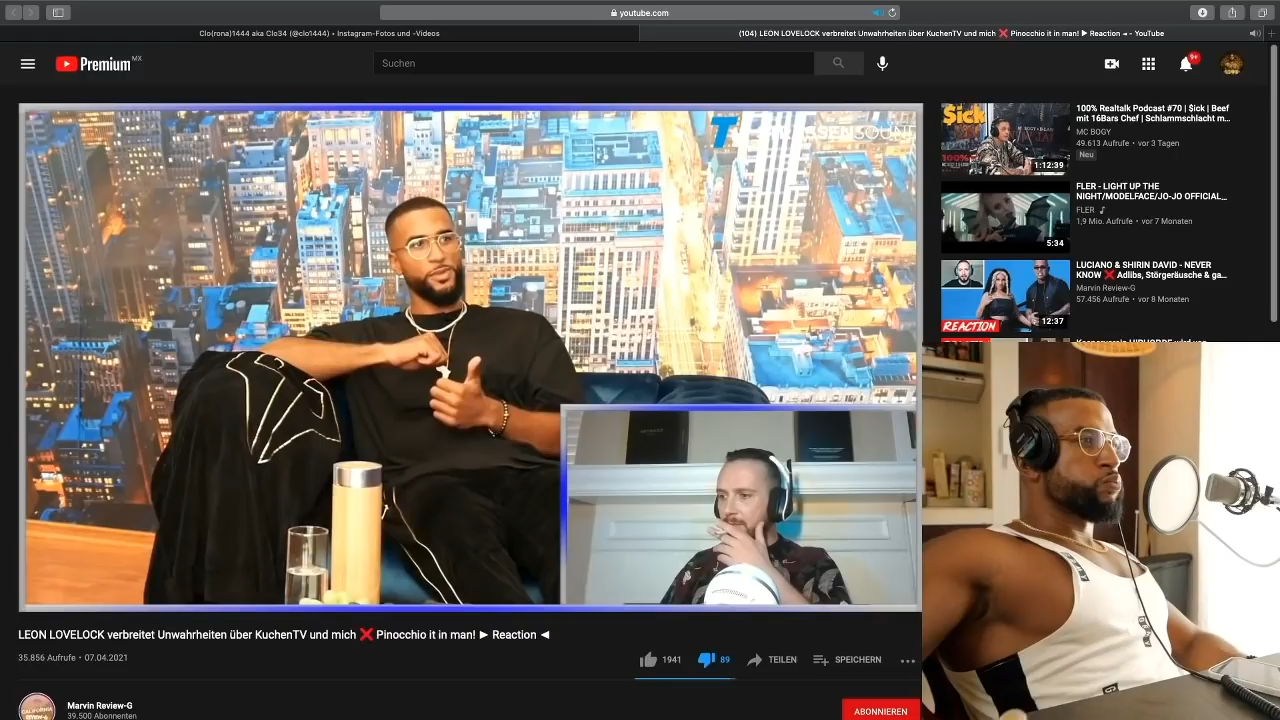 youtube.com
Clo(rona)1444 aka Clo34 (@clo1444) • Instagram-Fotos und -Videos
(104) LEON LOVELOCK verbreitet Unwahrheiten über KuchenTV und mich ❌ Pinocchio it in man! ► Reaction ◄ - YouTube
Premium MX
Suchen
9+
100% Realtalk Podcast #70 | $ick | Beef
mit 16Bars Chef | Schlammschlacht m...
MC BOGY
49.613 Aufrufe • vor 3 Tagen
Neu
$ick
1:12:39
FLER - LIGHT UP THE
NIGHT/MODELFACE/JO-JO OFFICIAL...
FLER
1,9 Mio. Aufrufe • vor 7 Monaten
5:34
LUCIANO & SHIRIN DAVID - NEVER
KNOW ❌ Adlibs, Störgeräusche & ga...
Marvin Review-G
57.456 Aufrufe • vor 8 Monaten
REACTION
12:37
LEON LOVELOCK verbreitet Unwahrheiten über KuchenTV und mich ❌ Pinocchio it in man! ► Reaction ◄
35.856 Aufrufe • 07.04.2021
1941
89
TEILEN
SPEICHERN
Marvin Review-G
39.500 Abonnenten
ABONNIEREN